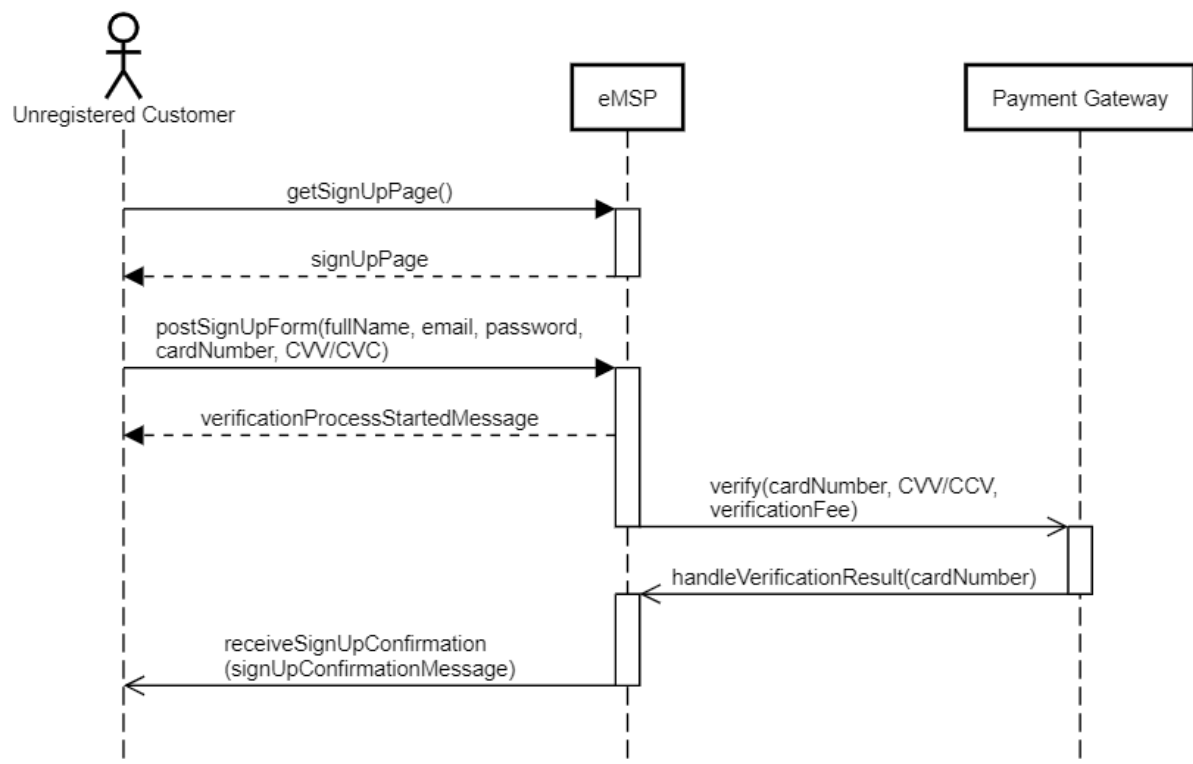 Unregistered Customer
eMSP
Payment Gateway
getSignUpPage()
signUpPage
postSignUpForm(fullName, email, password,
cardNumber, CVV/CVC)
verificationProcessStartedMessage
verify(cardNumber, CVV/CCV,
verificationFee)
handleVerificationResult(cardNumber)
receiveSignUpConfirmation
(signUpConfirmationMessage)